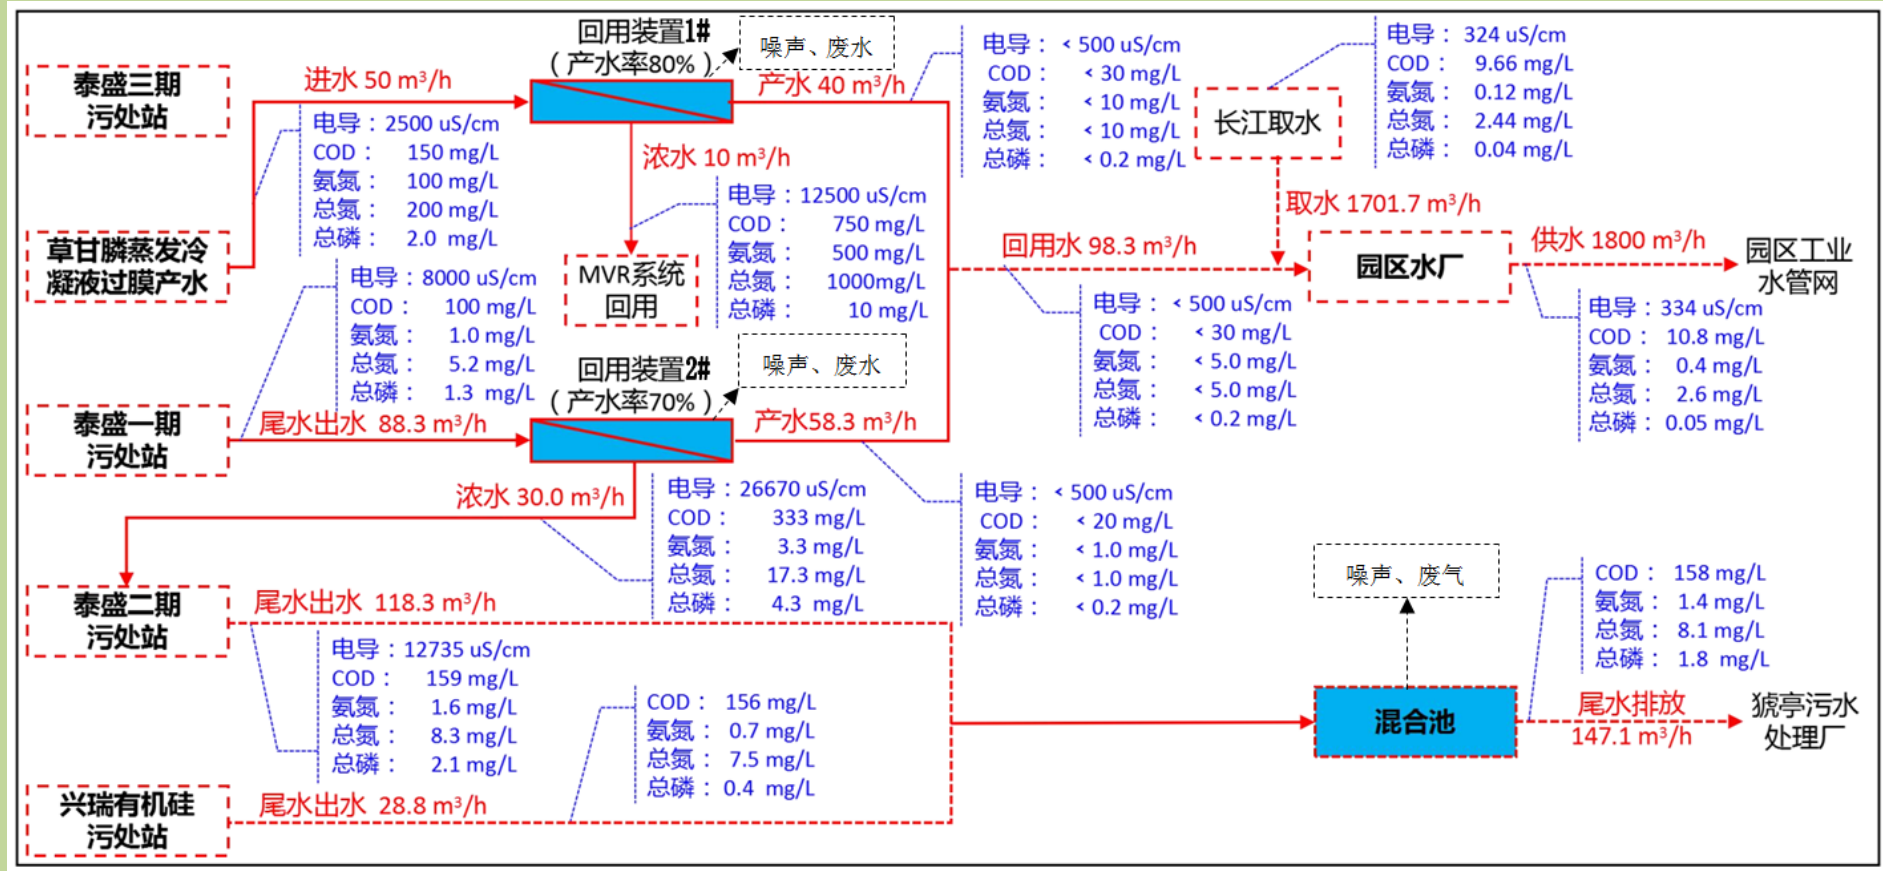 回用装置1#
（产水率80%）
噪声、废水
泰盛三期
污处站
进水 50 m³/h
产水 40 m³/h
电导：2500 uS/cm
COD： 150 mg/L
氨氮： 100 mg/L
总氮： 200 mg/L
总磷： 2.0 mg/L
草甘膦蒸发冷
凝液过膜产水
浓水 10 m³/h
电导：12500 uS/cm
COD： 750 mg/L
氨氮： 500 mg/L
总氮： 1000mg/L
总磷： 10 mg/L
MVR系统
回用
电导：＜500 uS/cm
COD：＜30 mg/L
氨氮：＜10 mg/L
总氮：＜10 mg/L
总磷：＜0.2 mg/L
长江取水
电导：324 uS/cm
COD： 9.66 mg/L
氨氮： 0.12 mg/L
总氮： 2.44 mg/L
总磷： 0.04 mg/L
取水 1701.7 m³/h
回用水 98.3 m³/h
园区水厂
供水 1800 m³/h
园区工业
水管网
电导：＜500 uS/cm
COD：＜30 mg/L
氨氮：＜5.0 mg/L
总氮：＜5.0 mg/L
总磷：＜0.2 mg/L
电导：334 uS/cm
COD： 10.8 mg/L
氨氮： 0.4 mg/L
总氮： 2.6 mg/L
总磷：0.05 mg/L
电导：8000 uS/cm
COD： 100 mg/L
氨氮： 1.0 mg/L
总氮： 5.2 mg/L
总磷： 1.3 mg/L
回用装置2#
（产水率70%）
噪声、废水
泰盛一期
污处站
尾水出水 88.3 m³/h
产水58.3 m³/h
浓水 30.0 m³/h
电导：26670 uS/cm
COD： 333 mg/L
氨氮： 3.3 mg/L
总氮： 17.3 mg/L
总磷： 4.3 mg/L
电导：＜500 uS/cm
COD：＜20 mg/L
氨氮：＜1.0 mg/L
总氮：＜1.0 mg/L
总磷：＜0.2 mg/L
泰盛二期
污处站
尾水出水 118.3 m³/h
电导：12735 uS/cm
COD： 159 mg/L
氨氮： 1.6 mg/L
总氮： 8.3 mg/L
总磷： 2.1 mg/L
COD： 156 mg/L
氨氮： 0.7 mg/L
总氮： 7.5 mg/L
总磷：0.4 mg/L
兴瑞有机硅
污处站
尾水出水 28.8 m³/h
噪声、废气
混合池
COD： 158 mg/L
氨氮： 1.4 mg/L
总氮： 8.1 mg/L
总磷： 1.8 mg/L
尾水排放
147.1 m³/h
猇亭污水
处理厂